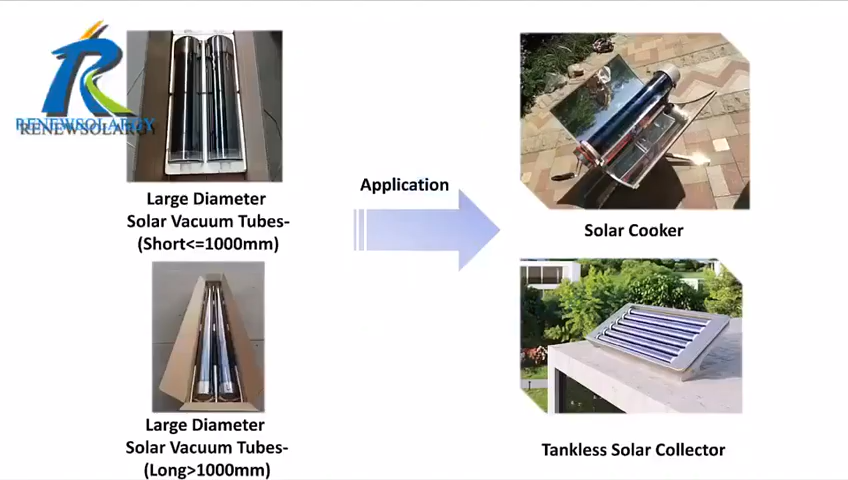 RENEWSOLARGY
Large Diameter
Solar Vacuum Tubes-
(Short<=1000mm)
Application
Solar Cooker
Large Diameter
Solar Vacuum Tubes-
(Long>1000mm)
Tankless Solar Collector